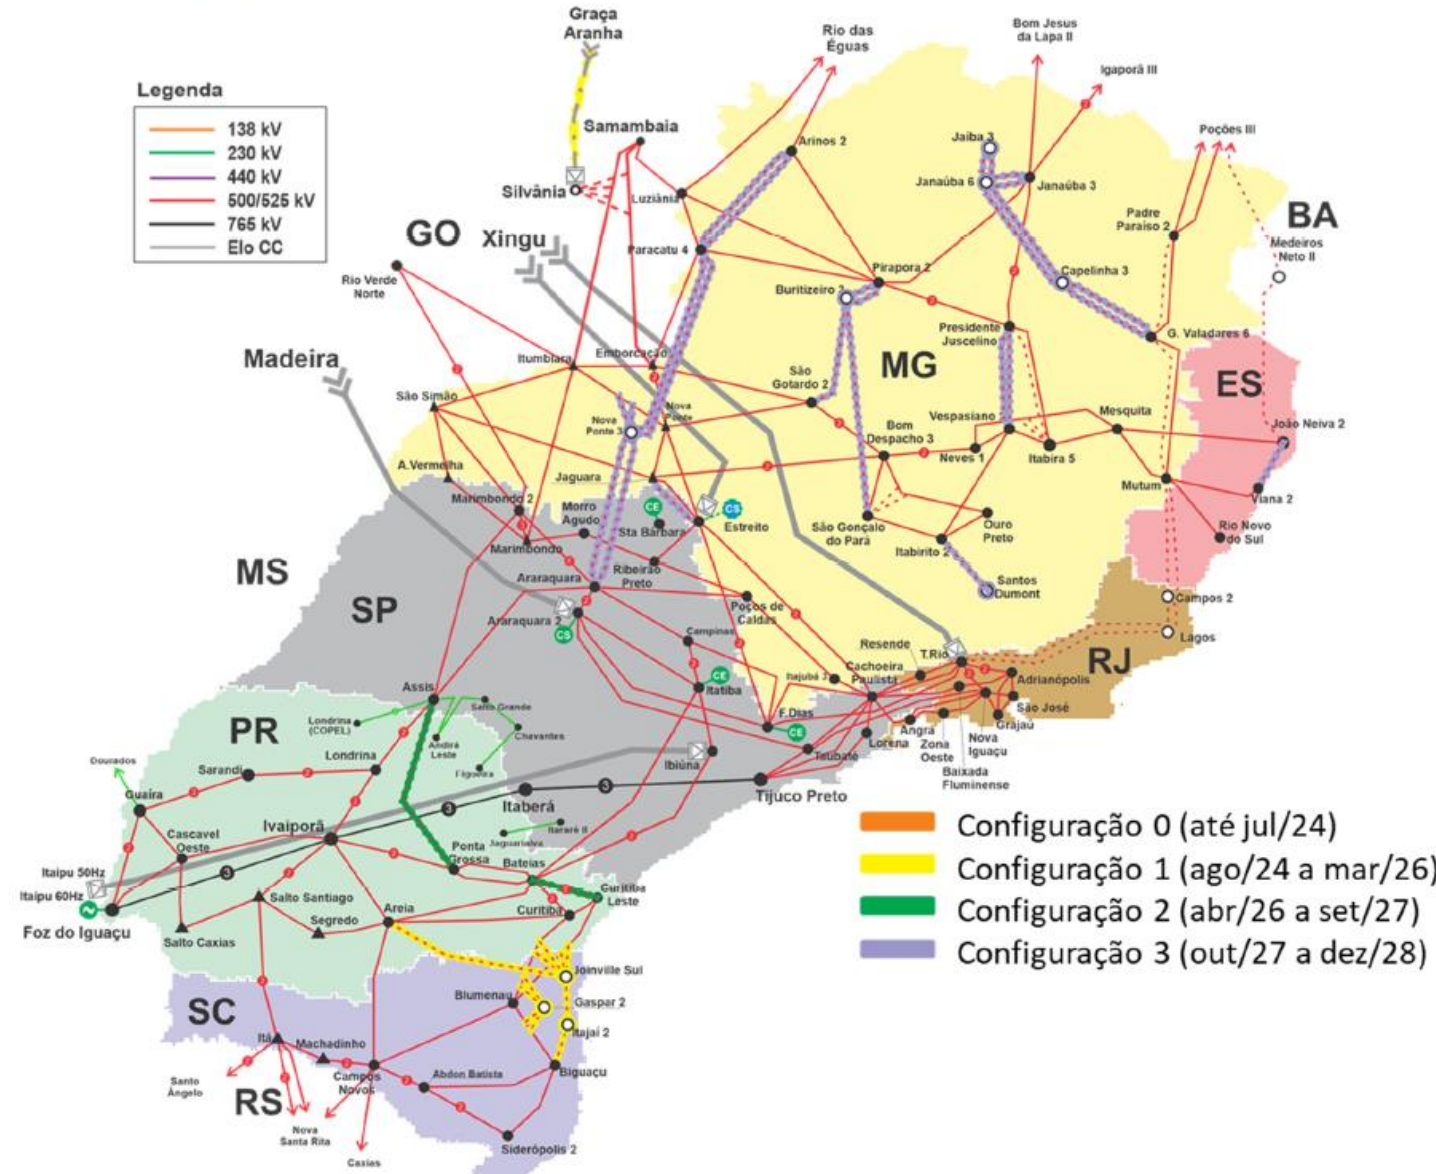 Graça
Aranha
Rio das
Éguas
Bom Jesus
da Lapa II
Igaporã III
Legenda
138 kV
230 kV
440 kV
500/525 kV
765 kV
Elo CC
Samambaia
Arinos 2
Jaiba 3
Poções III
Silvânia
Luziânia
Janaúba 6
Janaúba 3
Padre
Paraíso 2
BA
GO
Xingu
Paracatu 4
Medeiros
Neto II
Rio Verde
Norte
Pirapora 2
Buritizeiro 3
Capelinha 3
Presidente
Juscelino
G. Valadares 6
Madeira
Itumbiara
Emborcação
São
Gotardo 2
MG
ES
São Simão
Nova
Ponte 3
Nova
Ponte
Vespasiano
Mesquita
João Neiva 2
Bom
Despacho 3
Neves 1
Itabira 5
A.Vermelha
Jaguara
Mutum
Viana 2
Marimbondo 2
Morro
Agudo
CE
Sta Bárbara
CS
Estreito
São Gonçalo
do Pará
Ouro
Preto
Itabirito 2
Rio Novo
do Sul
Marimbondo
MS
Araraquara
Ribeirão
Preto
Santos
Dumont
SP
Poços de
Caldas
Campos 2
Araraquara 2
CS
Campinas
Lagos
Resende
T.Rio
RJ
Itajubá 3
Cachoeira
Paulista
Adrianópolis
CE
Itatiba
Assis
Salto Grande
São José
F.Dias
CE
Grajaú
PR
Londrina
(COPEL)
Andirá
Leste
Chavantes
Angra
Lorena
Zona
Oeste
Nova
Iguaçu
Baixada
Fluminense
Taubaté
Dourados
Sarandi
Londrina
Figueira
Ibiúna
Guaíra
Itaberá
Tijuco Preto
Ivaiporã
Cascavel
Oeste
Itararé II
Jaguariaíva
Ponta
Grossa
Bateias
Itaipu 50Hz
Itaipu 60Hz
Foz do Iguaçu
Salto Santiago
Segredo
Areia
Curitiba
Leste
Curitiba
Salto Caxias
Configuração 0 (até jul/24)
Configuração 1 (ago/24 a mar/26)
Configuração 2 (abr/26 a set/27)
Configuração 3 (out/27 a dez/28)
Joinville Sul
SC
Blumenau
Gaspar 2
Itajaí 2
Itá
Machadinho
Campos
Novos
Abdon Batista
Biguaçu
Santo
Ângelo
RS
Nova
Santa Rita
Caxias
Siderópolis 2